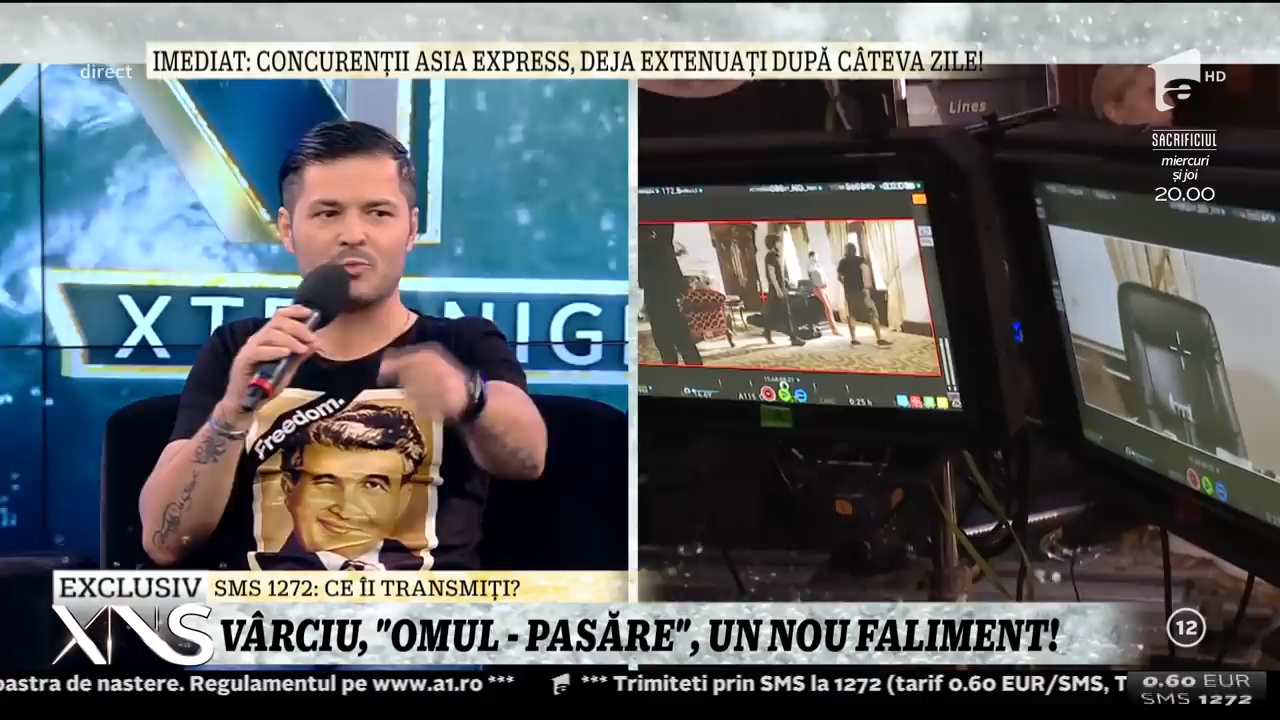 IMEDIAT: CONCURENȚII ASIA EXPRESS, DEJA EXTENUAȚI DUPĂ CÂTEVA ZILE!
direct
HD
Lines
SACRIFICIUL
miercuri
și joi
20.00
Freedom.
EXCLUSIV
SMS 1272: CE ÎI TRANSMIȚI?
XNS
VÂRCIU, "OMUL - PASĂRE", UN NOU FALIMENT!
12
oastra de nastere. Regulamentul pe www.a1.ro *** *** Trimiteti prin SMS la 1272 (tarif 0.60 EUR/SMS, T
0.60 EUR
SMS 1272